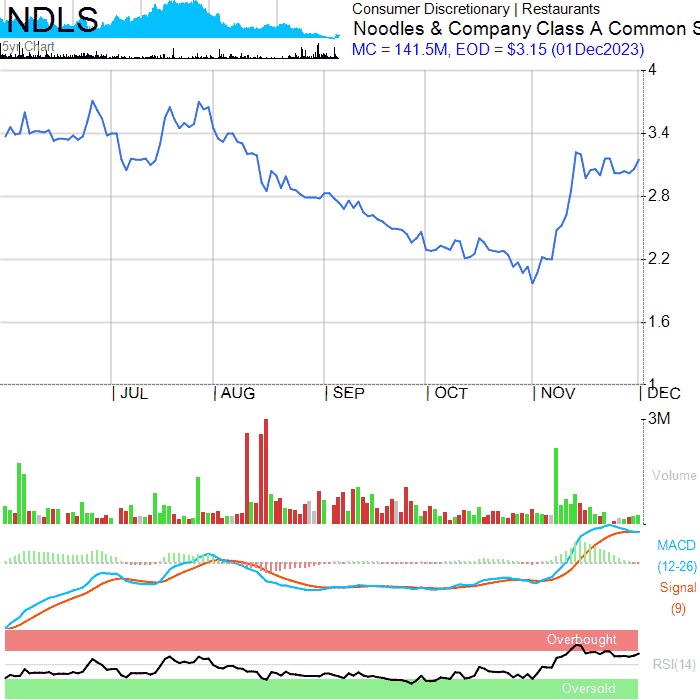 NDLS
5yr Chart
Consumer Discretionary | Restaurants
Noodles & Company Class A Common S
MC = 141.5M, EOD = $3.15 (01Dec2023)
4
3.4
2.8
2.2
1.6
1
JUL
AUG
SEP
OCT
NOV
DEC
3M
Volume
MACD
(12-26)
Signal
(9)
Overbought
RSI(14)
Oversold